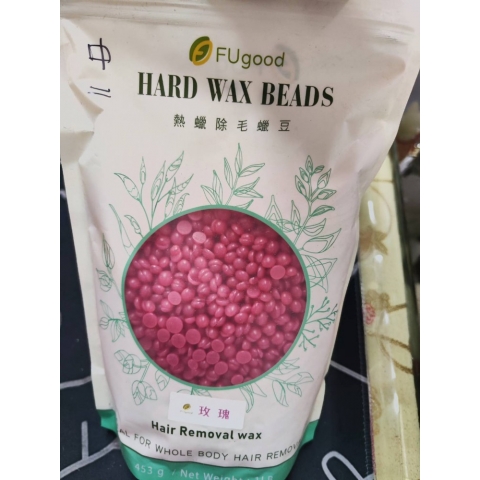 中
FUgood
HARD WAX BEADS
熱蠟除毛蠟豆
玫瑰
Hair Removal wax
FOR WHOLE BODY HAIR REMOV
453 g - Net Weight